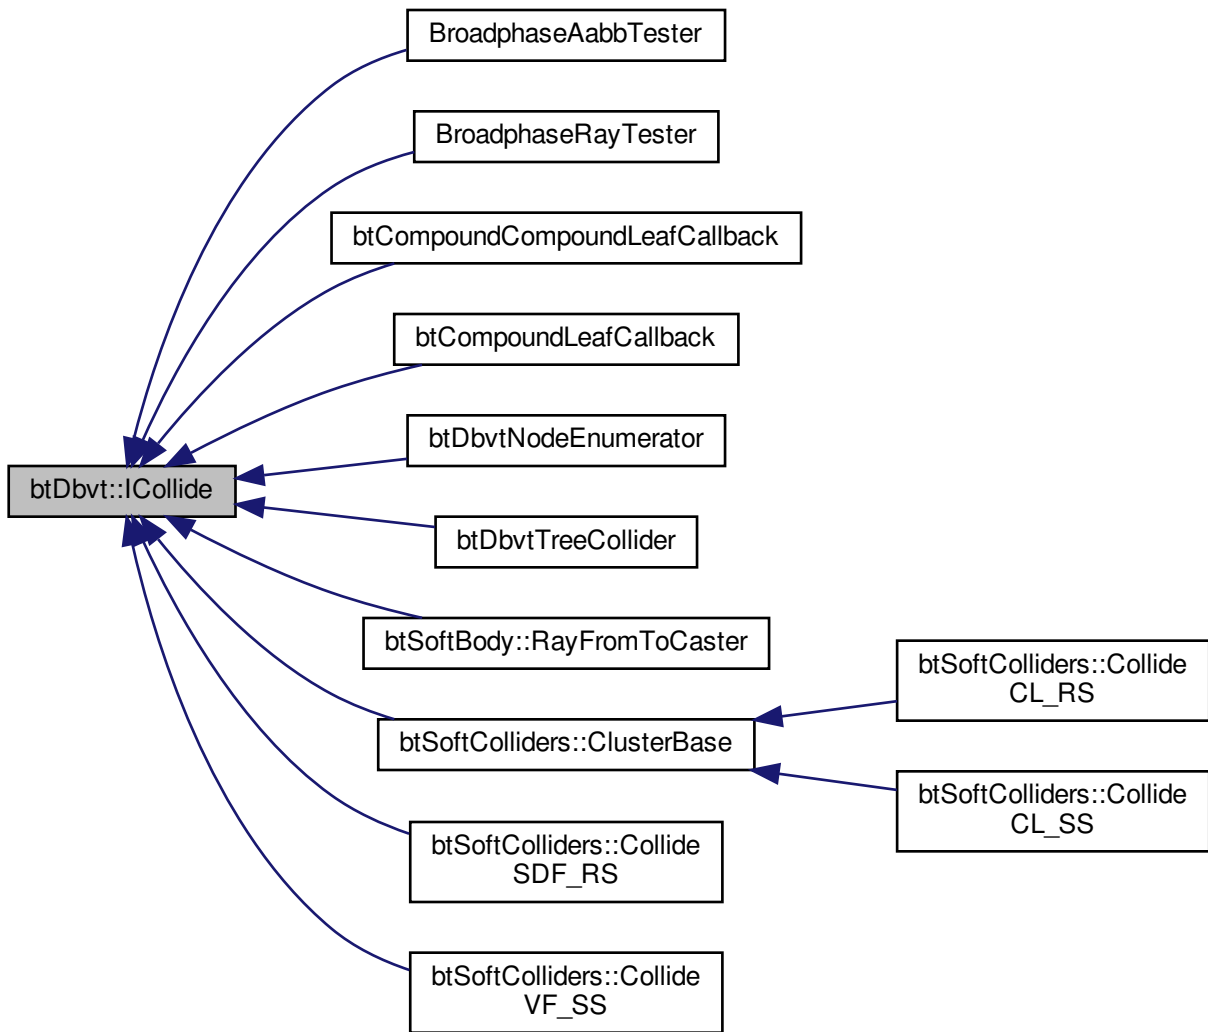 BroadphaseAabbTester
BroadphaseRayTester
btCompoundCompoundLeafCallback
btCompoundLeafCallback
btDbvtNodeEnumerator
btDbvt::ICollide
btDbvtTreeCollider
btSoftBody::RayFromToCaster
btSoftColliders::ClusterBase
btSoftColliders::Collide
CL_RS
btSoftColliders::Collide
CL_SS
btSoftColliders::Collide
SDF_RS
btSoftColliders::Collide
VF_SS